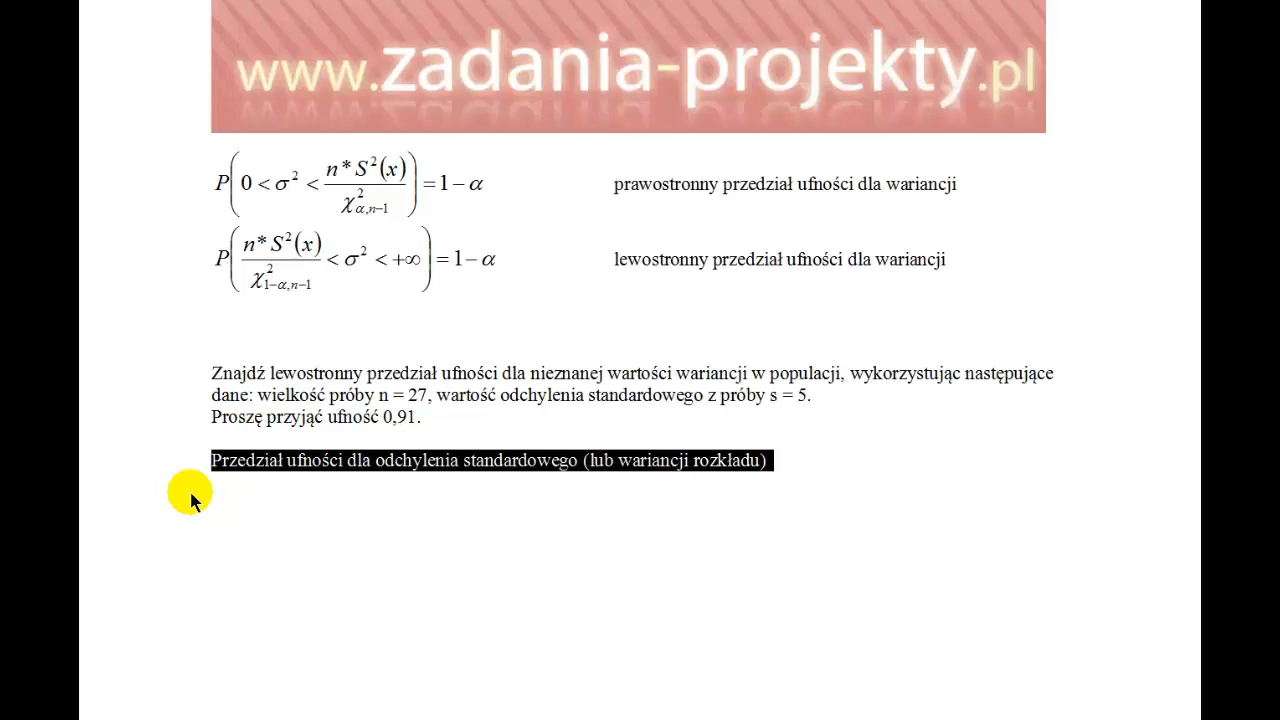 www.zadania-projekty.pl
P(0 < σ² < n * S²(x) / χ²α,n−1) = 1 − α prawostronny przedział ufności dla wariancji
P(n * S²(x) / χ²1−α,n−1 < σ² < +∞) = 1 − α lewostronny przedział ufności dla wariancji
Znajdź lewostronny przedział ufności dla nieznanej wartości wariancji w populacji, wykorzystując następujące
dane: wielkość próby n = 27, wartość odchylenia standardowego z próby s = 5.
Proszę przyjąć ufność 0,91.
Przedział ufności dla odchylenia standardowego (lub wariancji rozkładu)